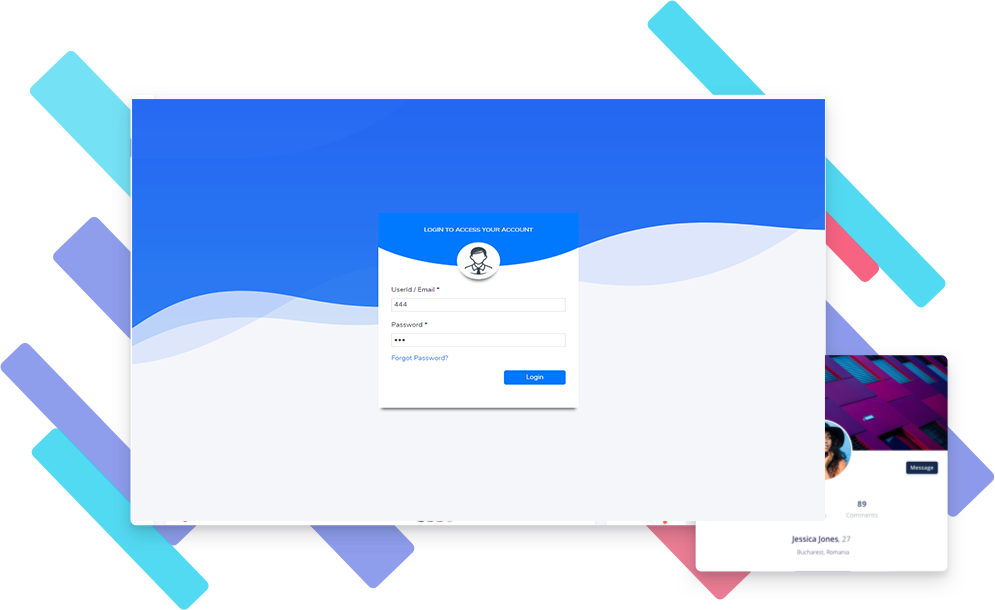 LOGIN TO ACCESS YOUR ACCOUNT
UserId / Email *
444
Password *
•••
Forgot Password?
Login
Message
89
Comments
Jessica Jones, 27
Bucharest, Romania